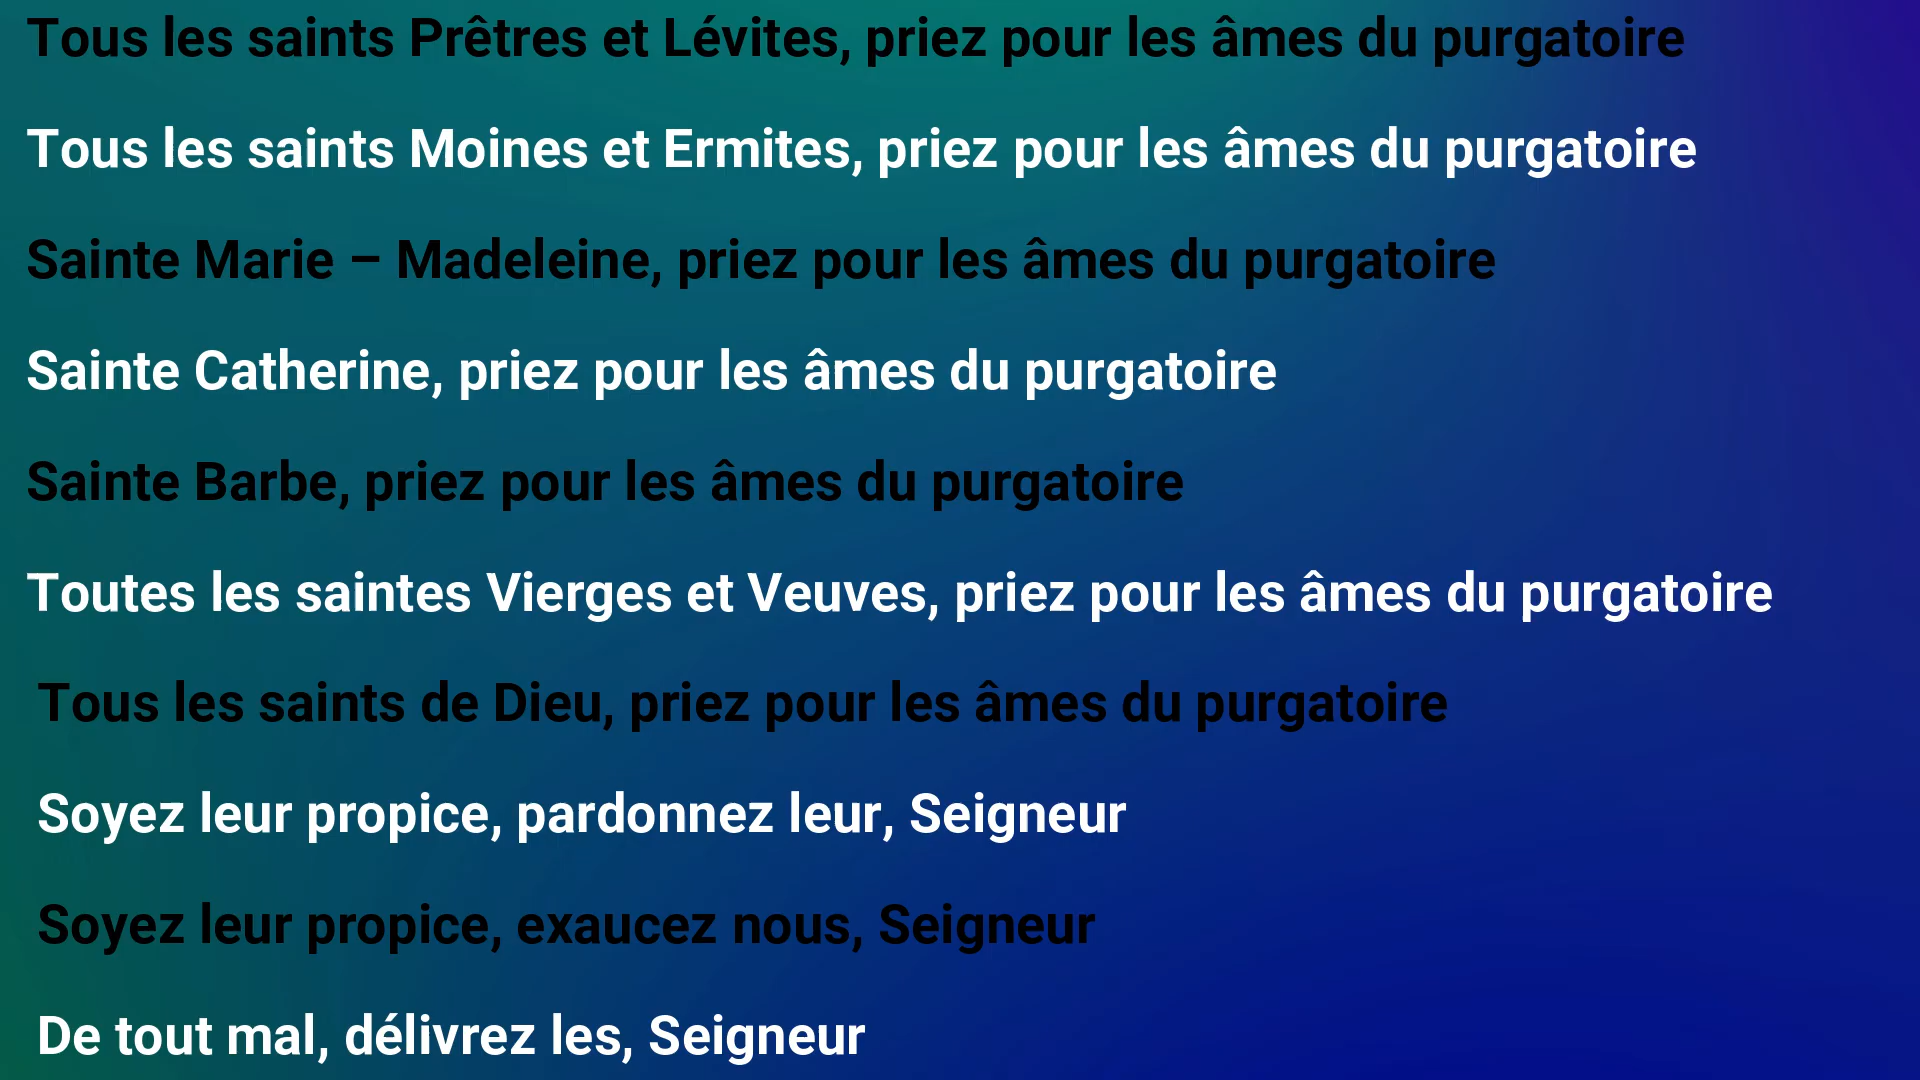 Tous les saints Prêtres et Lévites, priez pour les âmes du purgatoire
Tous les saints Moines et Ermites, priez pour les âmes du purgatoire
Sainte Marie – Madeleine, priez pour les âmes du purgatoire
Sainte Catherine, priez pour les âmes du purgatoire
Sainte Barbe, priez pour les âmes du purgatoire
Toutes les saintes Vierges et Veuves, priez pour les âmes du purgatoire
Tous les saints de Dieu, priez pour les âmes du purgatoire
Soyez leur propice, pardonnez leur, Seigneur
Soyez leur propice, exaucez nous, Seigneur
De tout mal, délivrez les, Seigneur